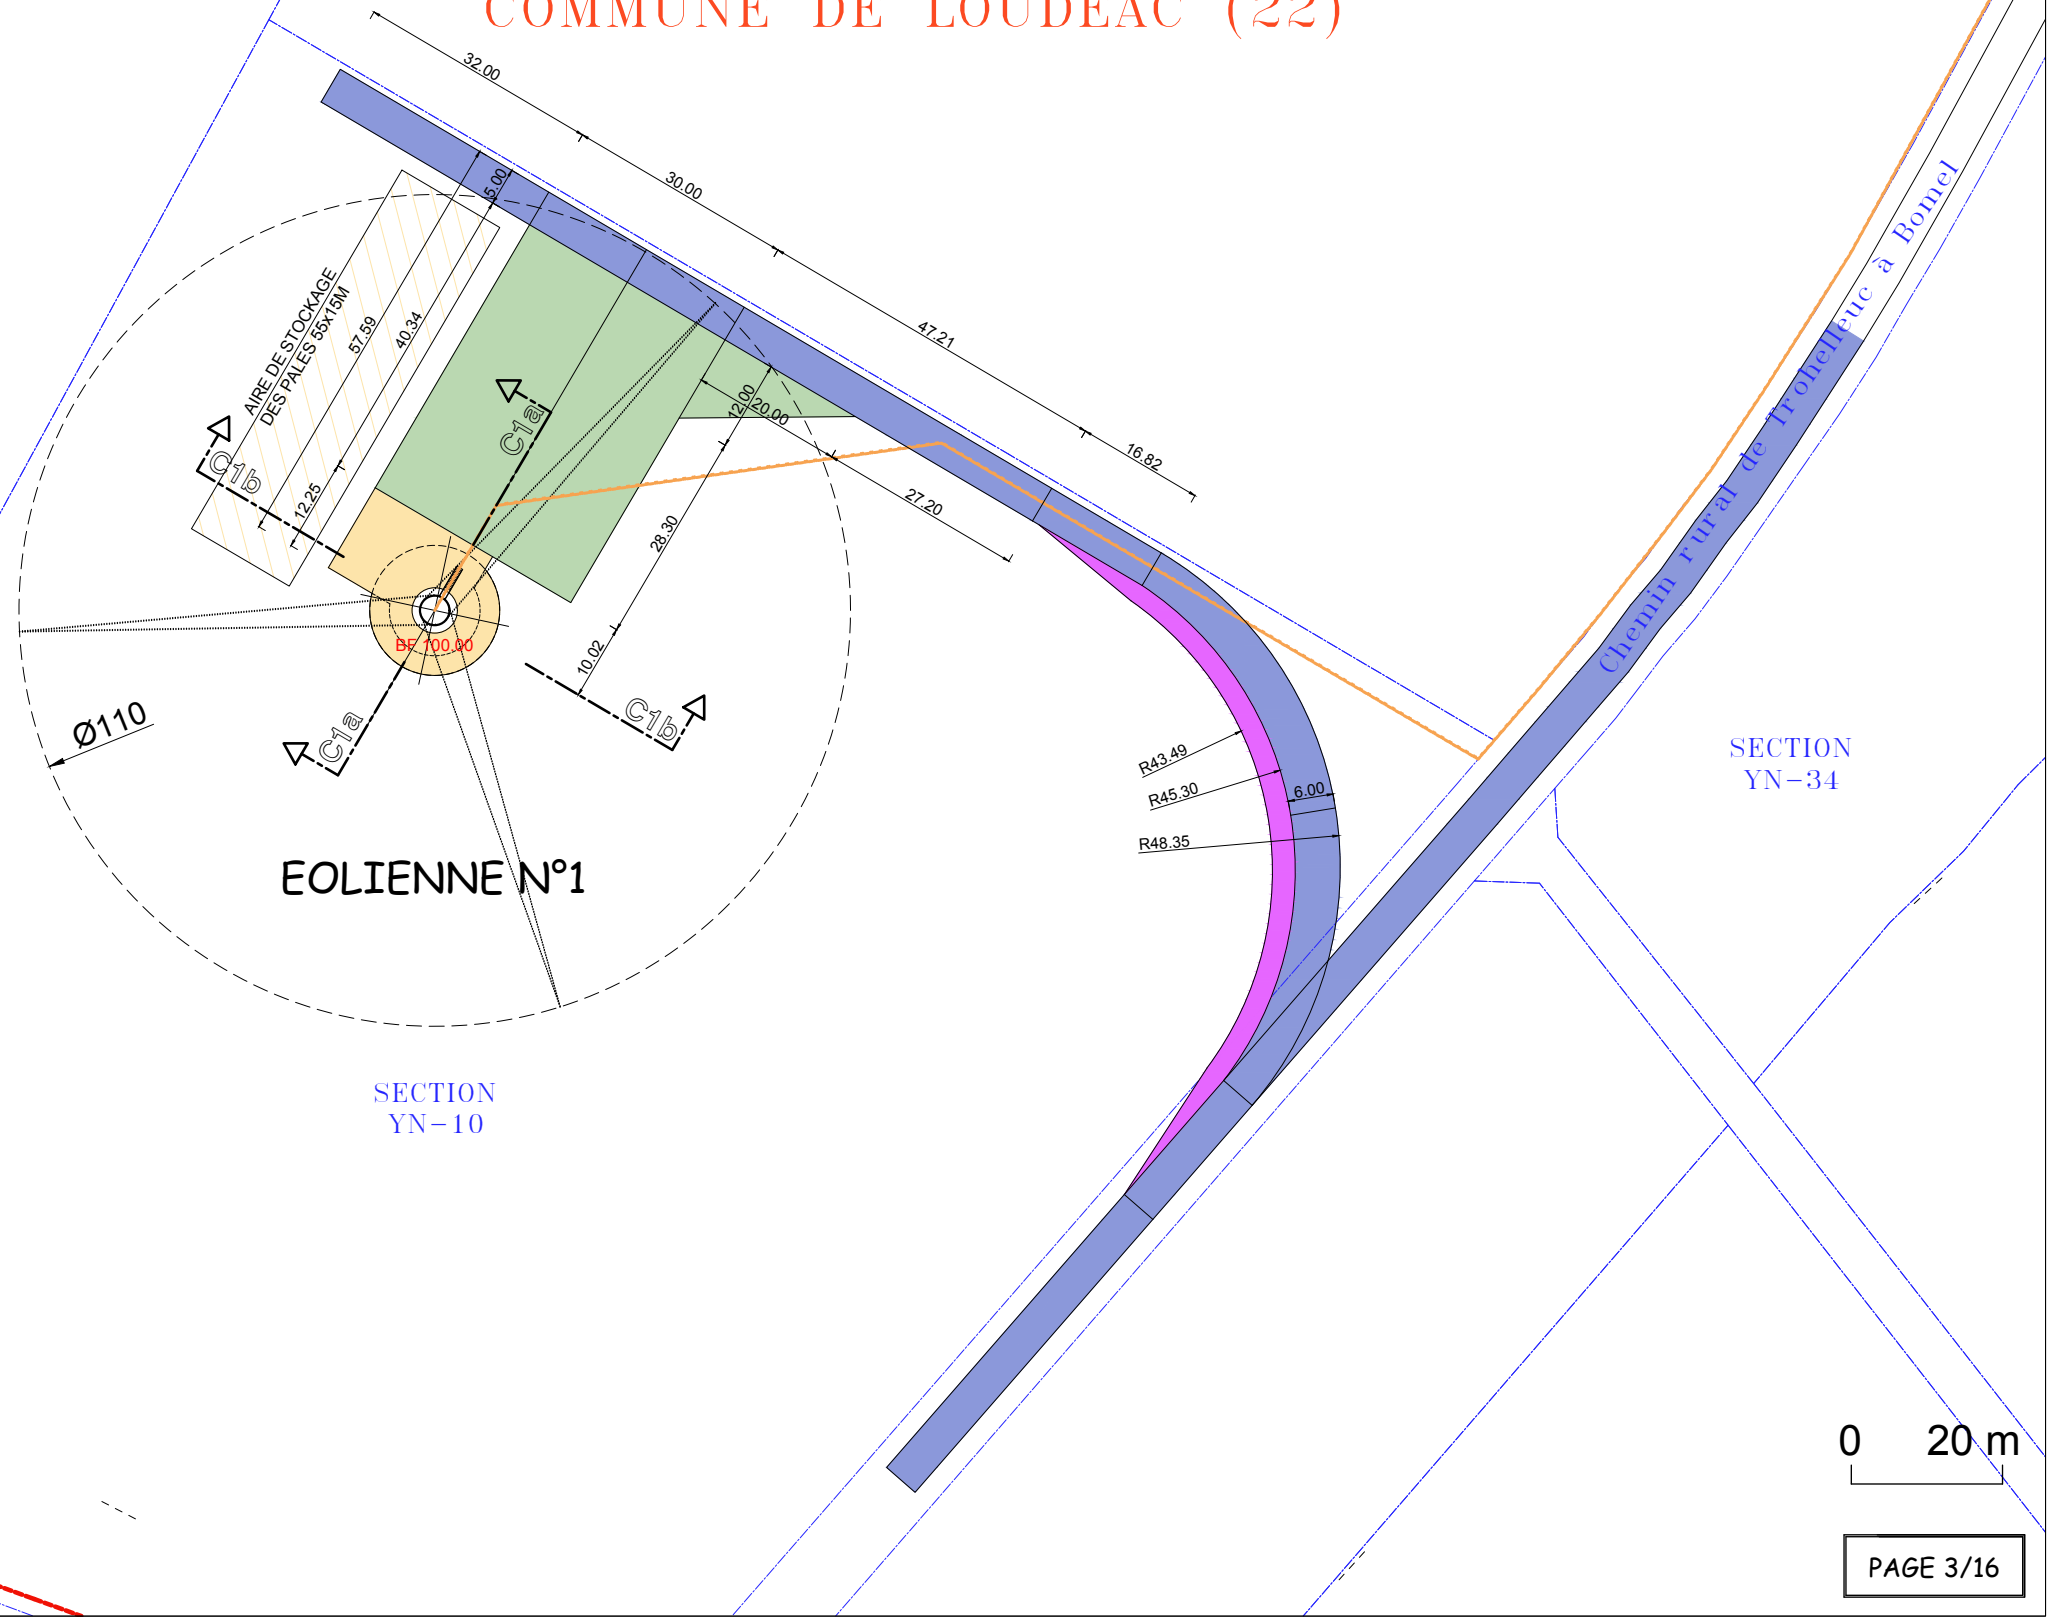 COMMUNE DE LOUDEAC (22)
32.00
30.00
47.21
16.82
5.00
57.59
40.34
12.25
AIRE DE STOCKAGE
DES PALES 55x15M
C1a
C1b
12.00
20.00
27.20
28.30
10.02
BF 100.00
C1a
C1b
Ø110
EOLIENNE N°1
R43.49
R45.30
R48.35
6.00
Chemin rural de Trohelleuc à Bomel
SECTION
YN-34
SECTION
YN-10
0 20 m
PAGE 3/16